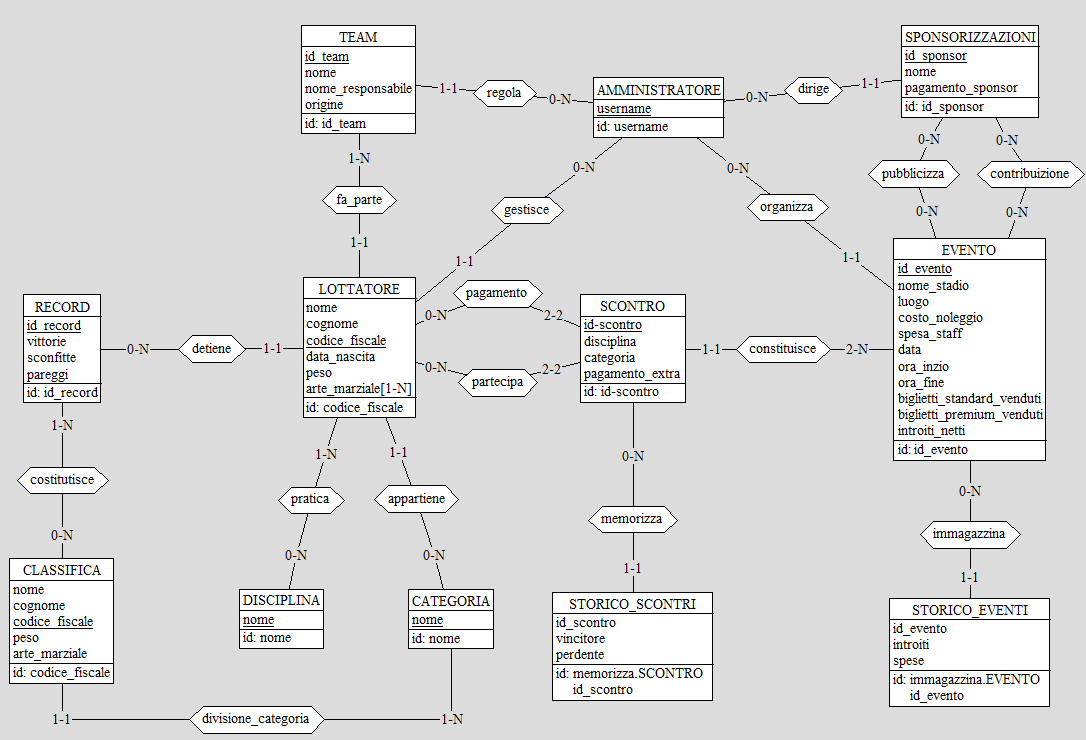 TEAM
id_team
nome
nome_responsabile
origine
id: id_team
1-1
regola
0-N
AMMINISTRATORE
username
id: username
0-N
dirige
1-1
SPONSORIZZAZIONI
id_sponsor
nome
pagamento_sponsor
id: id_sponsor
1-N
fa_parte
1-1
0-N
gestisce
1-1
0-N
organizza
1-1
0-N
pubblicizza
0-N
0-N
contribuizione
0-N
RECORD
id_record
vittorie
sconfitte
pareggi
id: id_record
0-N
detiene
1-1
LOTTATORE
nome
cognome
codice_fiscale
data_nascita
peso
arte_marziale[1-N]
id: codice_fiscale
0-N
pagamento
2-2
0-N
partecipa
2-2
SCONTRO
id-scontro
disciplina
categoria
pagamento_extra
id: id-scontro
1-1
constituisce
2-N
EVENTO
id_evento
nome_stadio
luogo
costo_noleggio
spesa_staff
data
ora_inzio
ora_fine
biglietti_standard_venduti
biglietti_premium_venduti
introiti_netti
id: id_evento
1-N
costitutisce
0-N
1-N
pratica
0-N
1-1
appartiene
0-N
0-N
memorizza
1-1
0-N
immagazzina
1-1
CLASSIFICA
nome
cognome
codice_fiscale
peso
arte_marziale
id: codice_fiscale
DISCIPLINA
nome
id: nome
CATEGORIA
nome
id: nome
STORICO_SCONTRI
id_scontro
vincitore
perdente
id: memorizza.SCONTRO
id_scontro
STORICO_EVENTI
id_evento
introiti
spese
id: immagazzina.EVENTO
id_evento
1-1
divisione_categoria
1-N